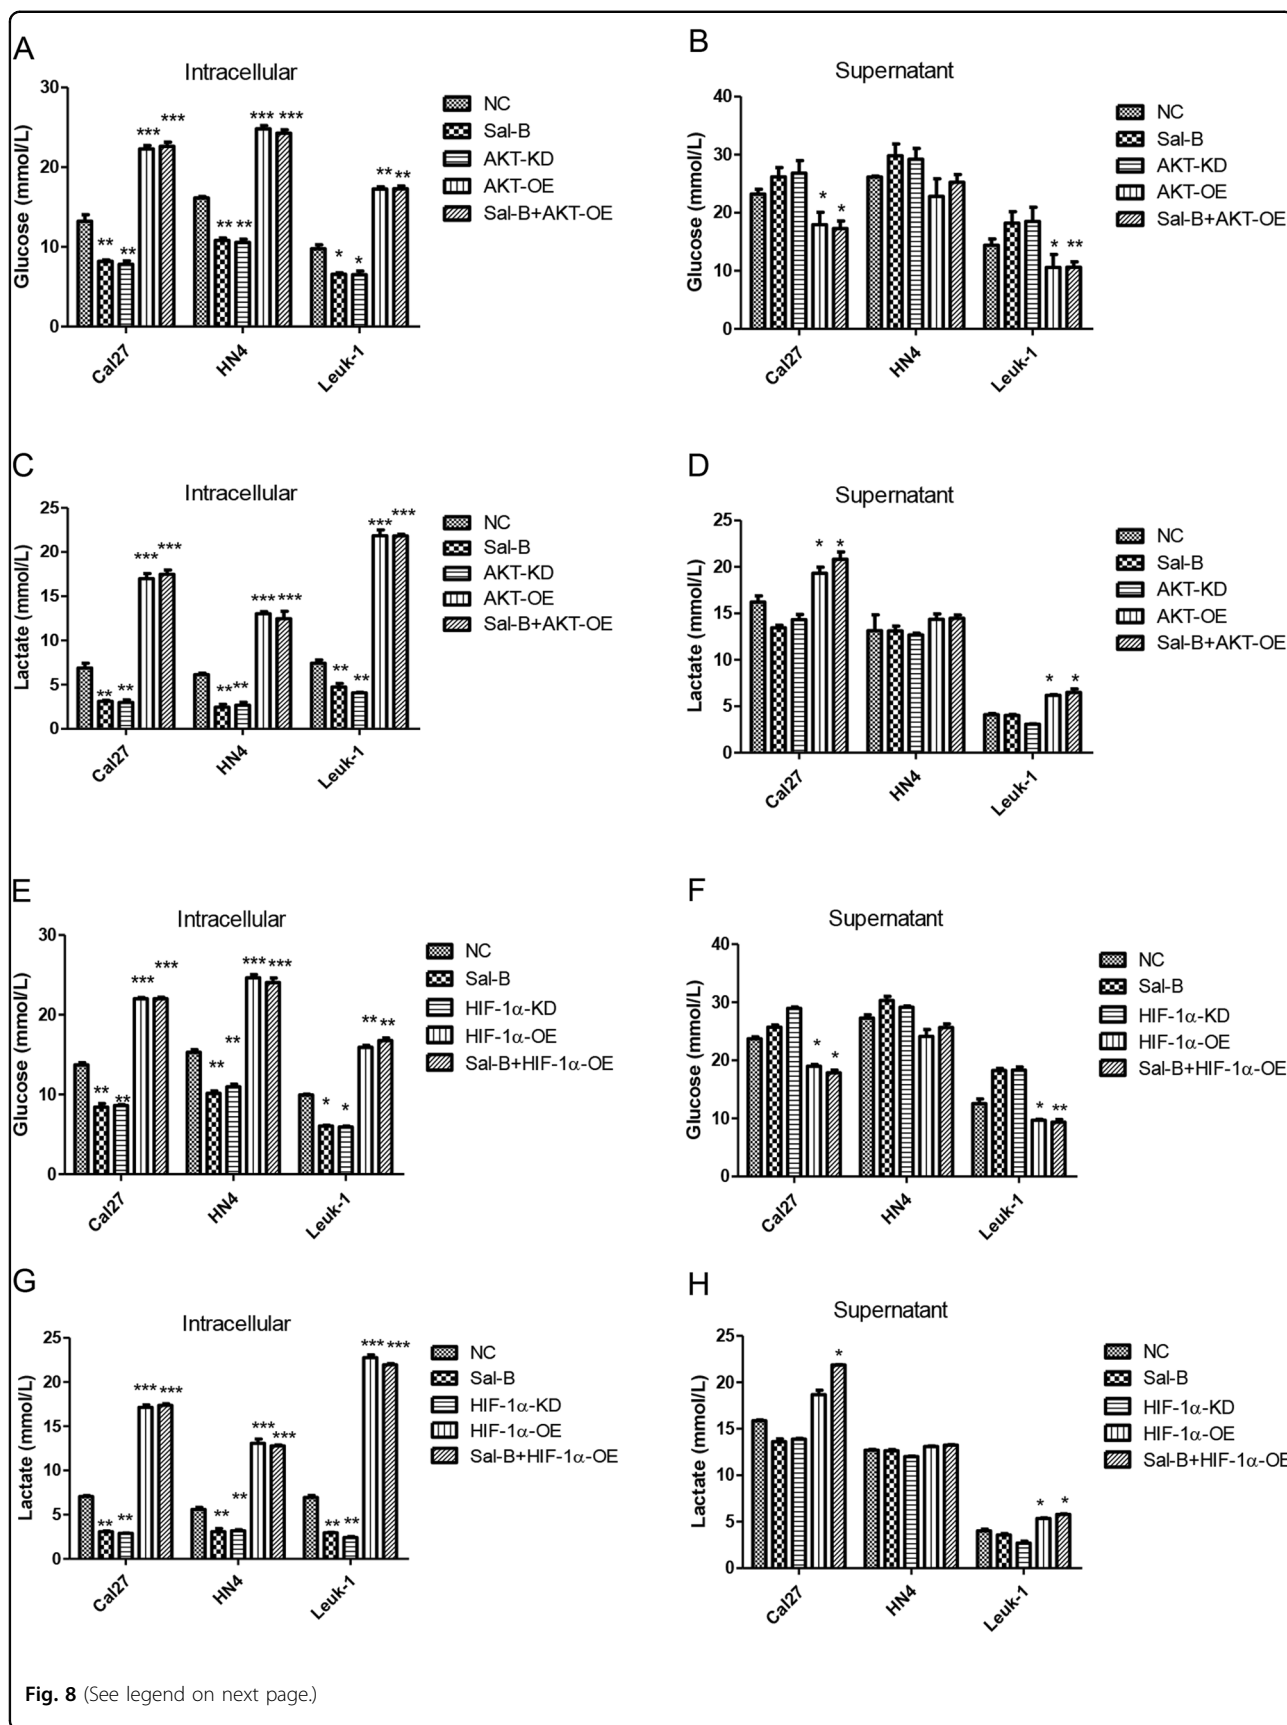 A
Intracellular
Glucose (mmol/L)
30
20
10
0
*** *** *** ***
** ** ** ** * * ** **
Cal27 HN4 Leuk-1
NC
Sal-B
AKT-KD
AKT-OE
Sal-B+AKT-OE
B
Supernatant
Glucose (mmol/L)
40
30
20
10
0
* * * **
Cal27 HN4 Leuk-1
NC
Sal-B
AKT-KD
AKT-OE
Sal-B+AKT-OE
C
Intracellular
Lactate (mmol/L)
25
20
15
10
5
0
** ** *** *** ** ** *** *** ** ** *** ***
Cal27 HN4 Leuk-1
NC
Sal-B
AKT-KD
AKT-OE
Sal-B+AKT-OE
D
Supernatant
Lactate (mmol/L)
25
20
15
10
5
0
* * * *
Cal27 HN4 Leuk-1
NC
Sal-B
AKT-KD
AKT-OE
Sal-B+AKT-OE
E
Intracellular
Glucose (mmol/L)
30
20
10
0
** ** *** *** ** ** *** *** * * ** **
Cal27 HN4 Leuk-1
NC
Sal-B
HIF-1α-KD
HIF-1α-OE
Sal-B+HIF-1α-OE
F
Supernatant
Glucose (mmol/L)
40
30
20
10
0
* * * **
Cal27 HN4 Leuk-1
NC
Sal-B
HIF-1α-KD
HIF-1α-OE
Sal-B+HIF-1α-OE
G
Intracellular
Lactate (mmol/L)
25
20
15
10
5
0
** ** *** *** ** ** *** *** ** ** *** ***
Cal27 HN4 Leuk-1
NC
Sal-B
HIF-1α-KD
HIF-1α-OE
Sal-B+HIF-1α-OE
H
Supernatant
Lactate (mmol/L)
25
20
15
10
5
0
* * *
Cal27 HN4 Leuk-1
NC
Sal-B
HIF-1α-KD
HIF-1α-OE
Sal-B+HIF-1α-OE
Fig. 8 (See legend on next page.)